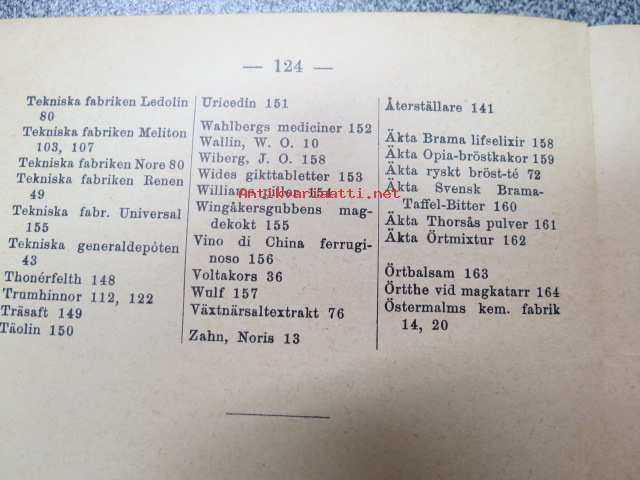 — 124 —
Tekniska fabriken Ledolin
80
Tekniska fabriken Meliton
103, 107
Tekniska fabriken Nore 80
Tekniska fabriken Renen
49
Tekniska fabr. Universal
155
Tekniska generaldepôten
43
Thonérfelth 148
Trumhinnor 112, 122
Träsaft 149
Täolin 150
Uricedin 151
Wahlbergs mediciner 152
Wallin, W. O. 10
Wiberg, J. O. 158
Wides gikttabletter 153
Williams piller 154
Wingåkersgubbens mag-
dekokt 155
Vino di China ferrugi-
noso 156
Voltakors 36
Wulf 157
Växtnärsaltextrakt 76
Zahn, Noris 13
Återställare 141
Äkta Brama lifselixir 158
Äkta Opia-bröstkakor 159
Äkta ryskt bröst-té 72
Äkta Svensk Brama-
Taffel-Bitter 160
Äkta Thorsås pulver 161
Äkta Örtmixtur 162
Örtbalsam 163
Örtthe vid magkatarr 164
Östermalms kem. fabrik
14, 20
Antikvariaatti.net